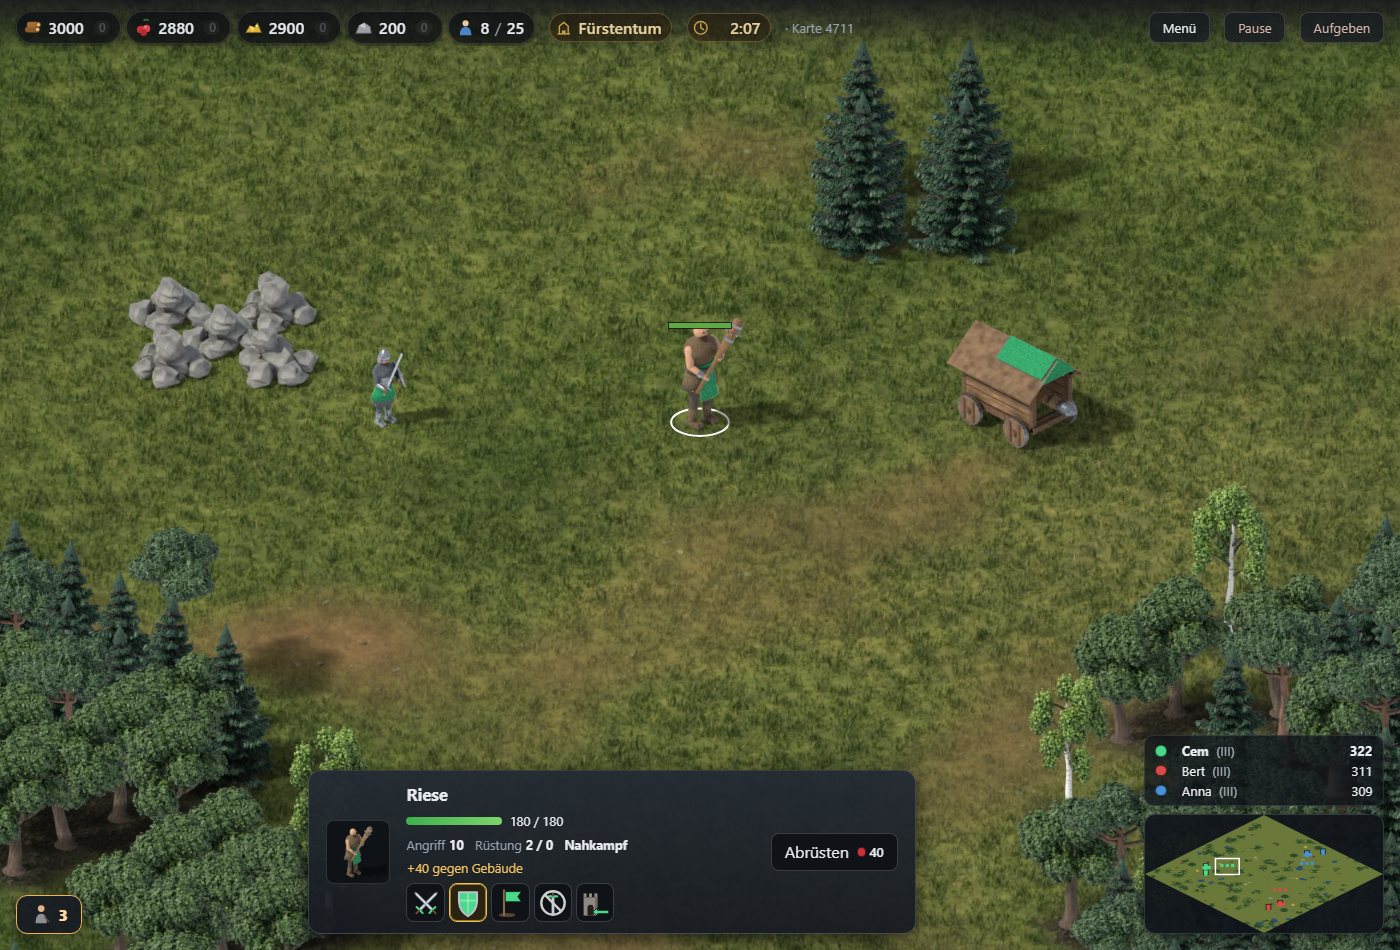 3000 0 2880 0 2900 0 200 0 8 / 25 Fürstentum 2:07 · Karte 4711 Menü Pause Aufgeben
Riese
180 / 180
Angriff 10 Rüstung 2 / 0 Nahkampf
+40 gegen Gebäude
Abrüsten 40
3
Cem (III) 322
Bert (III) 311
Anna (III) 309